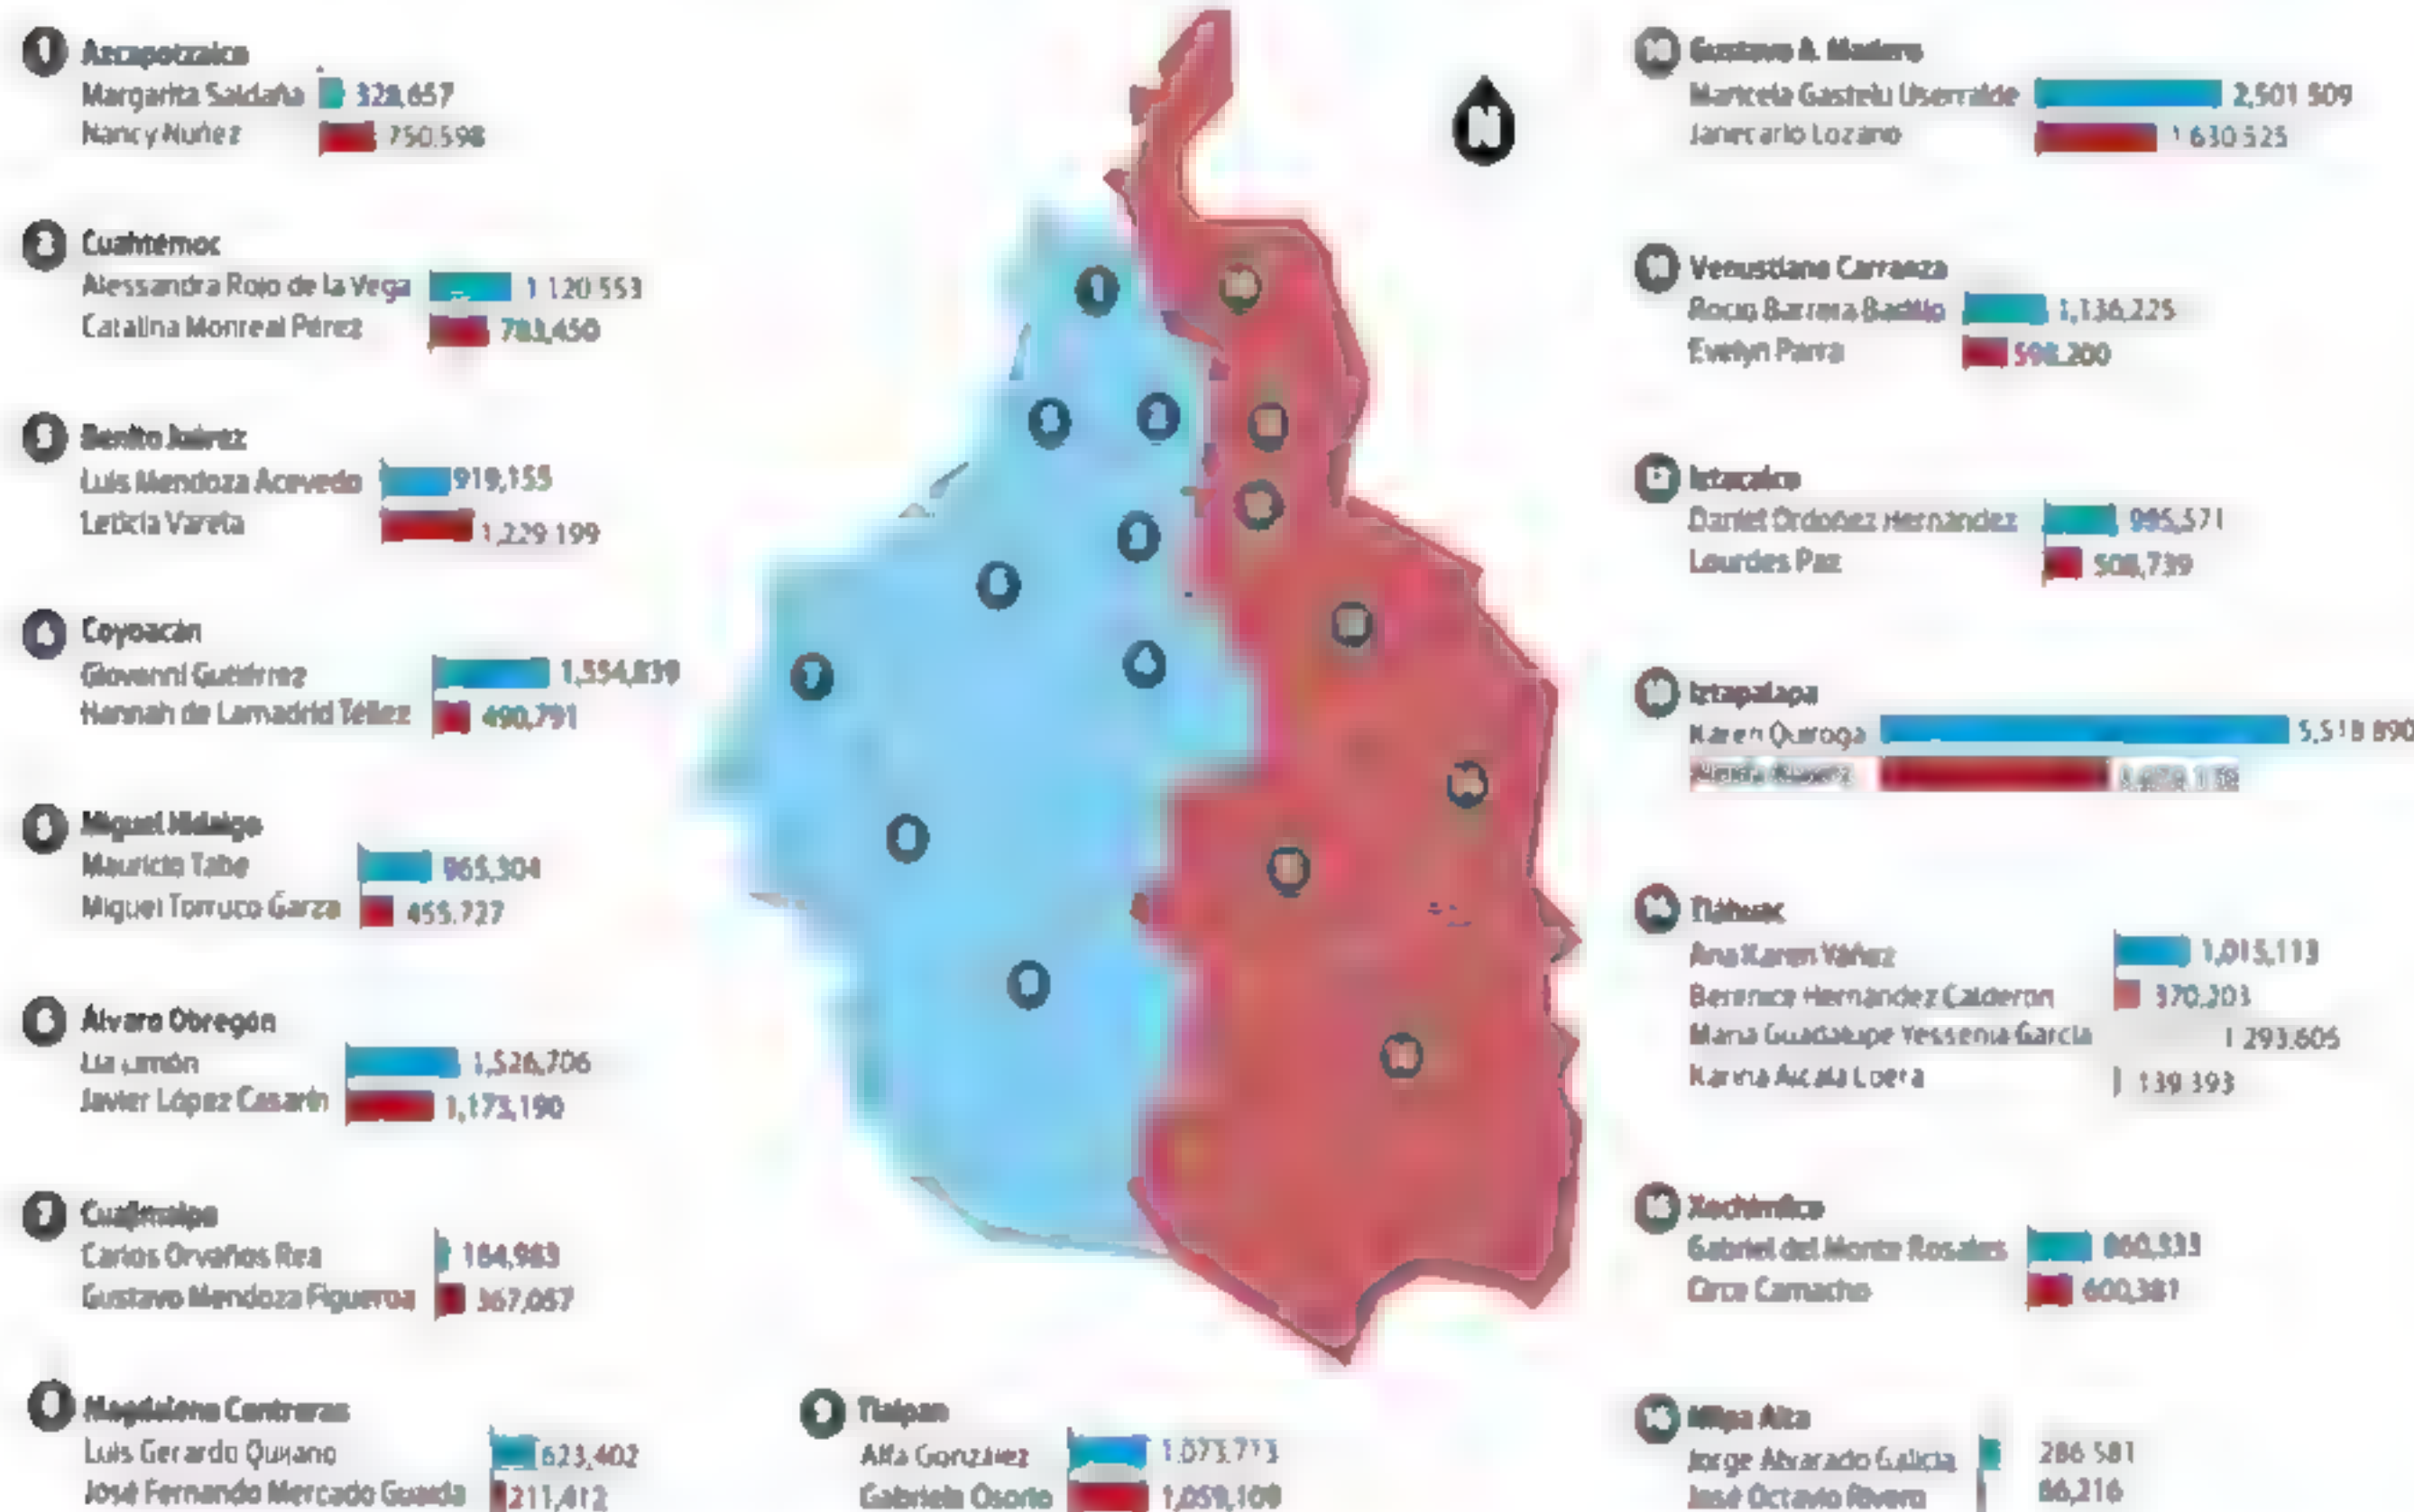 1 Azcapotzalco
Margarita Saldaña 328,657
Nancy Nuñez 750.598
2 Cuahtémoc
Alessandra Rojo de la Vega 1 120 553
Catalina Monreal Pérez 783,450
3 Benito Juárez
Luis Mendoza Acevedo 919,155
Leticia Varela 1,229 199
4 Coyoacán
Giovanni Gutiérrez 1,554,839
Hannah de Lamadrid Téllez 490,791
5 Miguel Hidalgo
Mauricio Tabe 965,304
Miguel Torruco Garza 455.727
6 Álvaro Obregón
Lía Limón 1,526,706
Javier López Casarín 1,173,190
7 Cuajimalpa
Carlos Orvaños Rea 184,983
Gustavo Mendoza Figueroa 367,057
Magdalena Contreras
Luis Gerardo Quijano 623,402
José Fernando Mercado Guaida 211,412
9 Tlalpan
Alfa González 1.073,713
Gabriela Osorio 1,059,109
N
Gustavo A. Madero
Maricela Gastelu 2,501 509
Janecarlo Lozano 1 630 525
Venustiano Carranza
Rocío Barrera Badillo 1,136,225
Evelyn Parra 598,200
Iztacalco
Daniel Ordoñez Hernández 985,571
Lourdes Paz 508,739
Iztapalapa
Karen Quiroga 5,518 890
Tláhuac
Ana Karen Yáñez 1,015,113
Berenice Hernández Calderón 370,203
María Guadalupe Yessenia García 1 293.605
Karina Alcalá Loera 139 393
Xochimilco
Gabriel del Monte Rosales 860,333
Circe Camacho 600,381
Milpa Alta
Jorge Alvarado Galicia 286 581
José Octavio Rivero 66,216